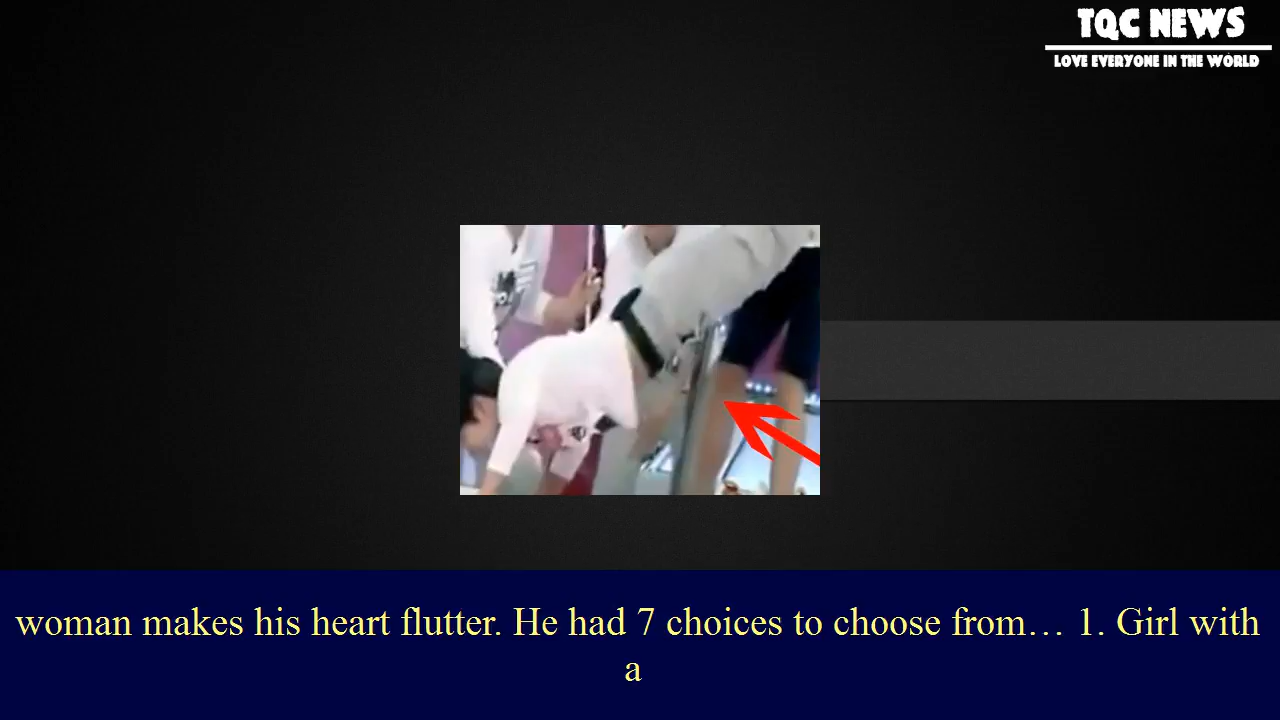 TQC NEWS
LOVE EVERYONE IN THE WORLD
woman makes his heart flutter. He had 7 choices to choose from… 1. Girl with
a